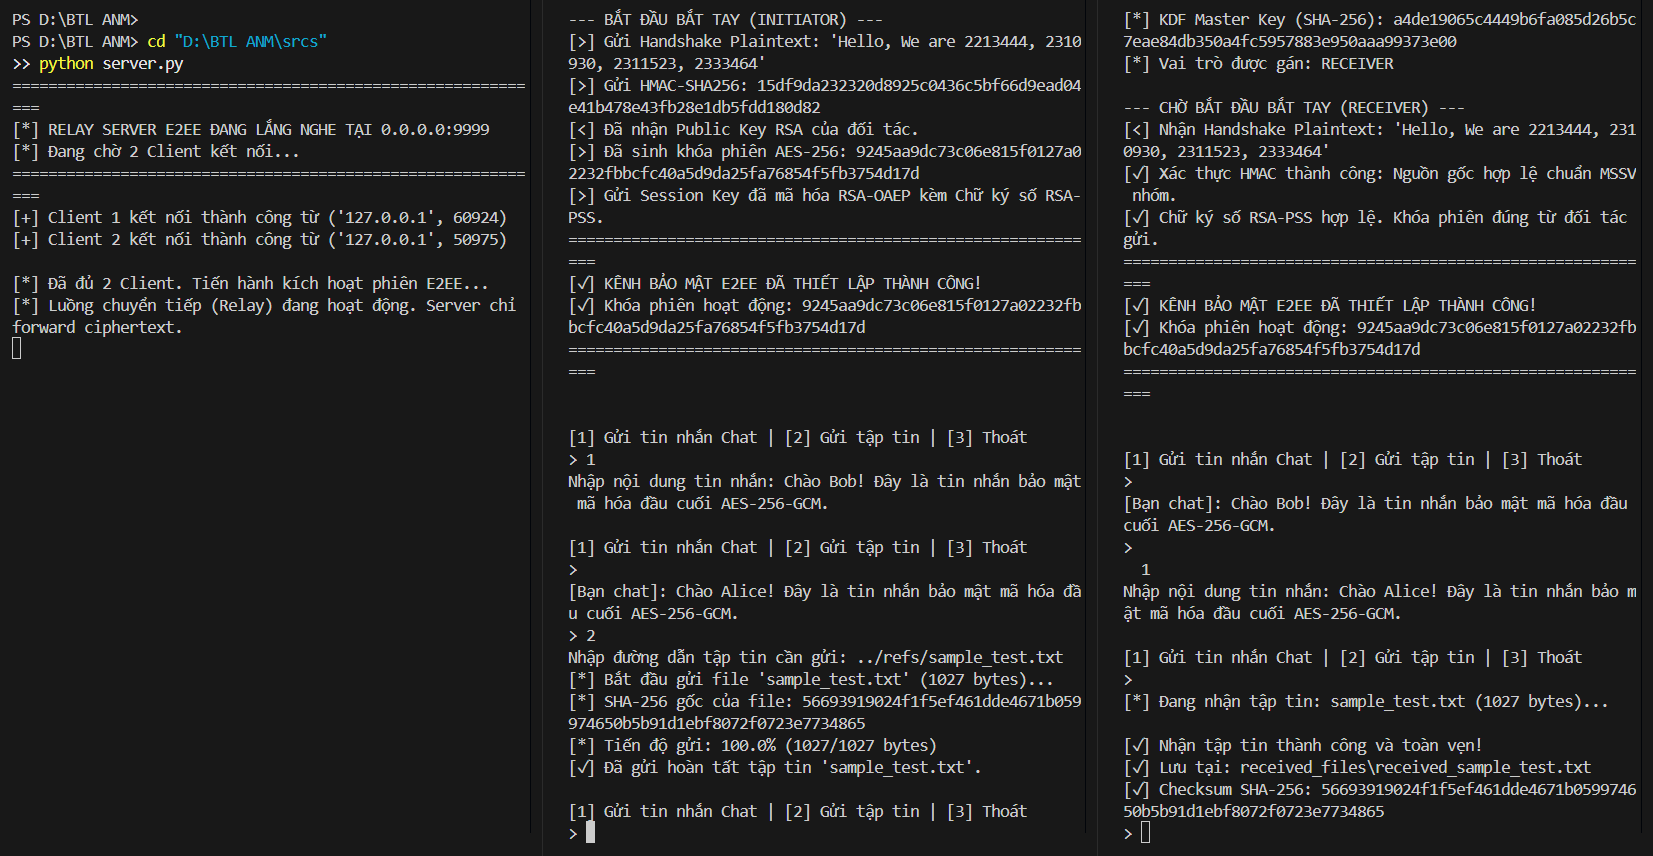 PS D:\BTL ANM>
PS D:\BTL ANM> cd "D:\BTL ANM\srcs"
>> python server.py
=========================================================
===
[*] RELAY SERVER E2EE ĐANG LẮNG NGHE TẠI 0.0.0.0:9999
[*] Đang chờ 2 Client kết nối...
=========================================================
===
[+] Client 1 kết nối thành công từ ('127.0.0.1', 60924)
[+] Client 2 kết nối thành công từ ('127.0.0.1', 50975)
[*] Đã đủ 2 Client. Tiến hành kích hoạt phiên E2EE...
[*] Luồng chuyển tiếp (Relay) đang hoạt động. Server chỉ
forward ciphertext.
--- BẮT ĐẦU BẮT TAY (INITIATOR) ---
[>] Gửi Handshake Plaintext: 'Hello, We are 2213444, 2310
930, 2311523, 2333464'
[>] Gửi HMAC-SHA256: 15df9da232320d8925c0436c5bf66d9ead04
e41b478e43fb28e1db5fdd180d82
[<] Đã nhận Public Key RSA của đối tác.
[>] Đã sinh khóa phiên AES-256: 9245aa9dc73c06e815f0127a0
2232fbbcfc40a5d9da25fa76854f5fb3754d17d
[>] Gửi Session Key đã mã hóa RSA-OAEP kèm Chữ ký số RSA-
PSS.
=========================================================
===
[✓] KÊNH BẢO MẬT E2EE ĐÃ THIẾT LẬP THÀNH CÔNG!
[✓] Khóa phiên hoạt động: 9245aa9dc73c06e815f0127a02232fb
bcfc40a5d9da25fa76854f5fb3754d17d
=========================================================
===
[1] Gửi tin nhắn Chat | [2] Gửi tập tin | [3] Thoát
> 1
Nhập nội dung tin nhắn: Chào Bob! Đây là tin nhắn bảo mật
mã hóa đầu cuối AES-256-GCM.
[1] Gửi tin nhắn Chat | [2] Gửi tập tin | [3] Thoát
>
[Bạn chat]: Chào Alice! Đây là tin nhắn bảo mật mã hóa đầ
u cuối AES-256-GCM.
> 2
Nhập đường dẫn tập tin cần gửi: ../refs/sample_test.txt
[*] Bắt đầu gửi file 'sample_test.txt' (1027 bytes)...
[*] SHA-256 gốc của file: 56693919024f1f5ef461dde4671b059
974650b5b91d1ebf8072f0723e7734865
[*] Tiến độ gửi: 100.0% (1027/1027 bytes)
[✓] Đã gửi hoàn tất tập tin 'sample_test.txt'.
[1] Gửi tin nhắn Chat | [2] Gửi tập tin | [3] Thoát
>
[*] KDF Master Key (SHA-256): a4de19065c4449b6fa085d26b5c
7eae84db350a4fc5957883e950aaa99373e00
[*] Vai trò được gán: RECEIVER
--- CHỜ BẮT ĐẦU BẮT TAY (RECEIVER) ---
[<] Nhận Handshake Plaintext: 'Hello, We are 2213444, 231
0930, 2311523, 2333464'
[✓] Xác thực HMAC thành công: Nguồn gốc hợp lệ chuẩn MSSV
nhóm.
[✓] Chữ ký số RSA-PSS hợp lệ. Khóa phiên đúng từ đối tác
gửi.
=========================================================
===
[✓] KÊNH BẢO MẬT E2EE ĐÃ THIẾT LẬP THÀNH CÔNG!
[✓] Khóa phiên hoạt động: 9245aa9dc73c06e815f0127a02232fb
bcfc40a5d9da25fa76854f5fb3754d17d
=========================================================
===
[1] Gửi tin nhắn Chat | [2] Gửi tập tin | [3] Thoát
>
[Bạn chat]: Chào Bob! Đây là tin nhắn bảo mật mã hóa đầu
cuối AES-256-GCM.
>
1
Nhập nội dung tin nhắn: Chào Alice! Đây là tin nhắn bảo m
ật mã hóa đầu cuối AES-256-GCM.
[1] Gửi tin nhắn Chat | [2] Gửi tập tin | [3] Thoát
>
[*] Đang nhận tập tin: sample_test.txt (1027 bytes)...
[✓] Nhận tập tin thành công và toàn vẹn!
[✓] Lưu tại: received_files\received_sample_test.txt
[✓] Checksum SHA-256: 56693919024f1f5ef461dde4671b0599746
50b5b91d1ebf8072f0723e7734865
>